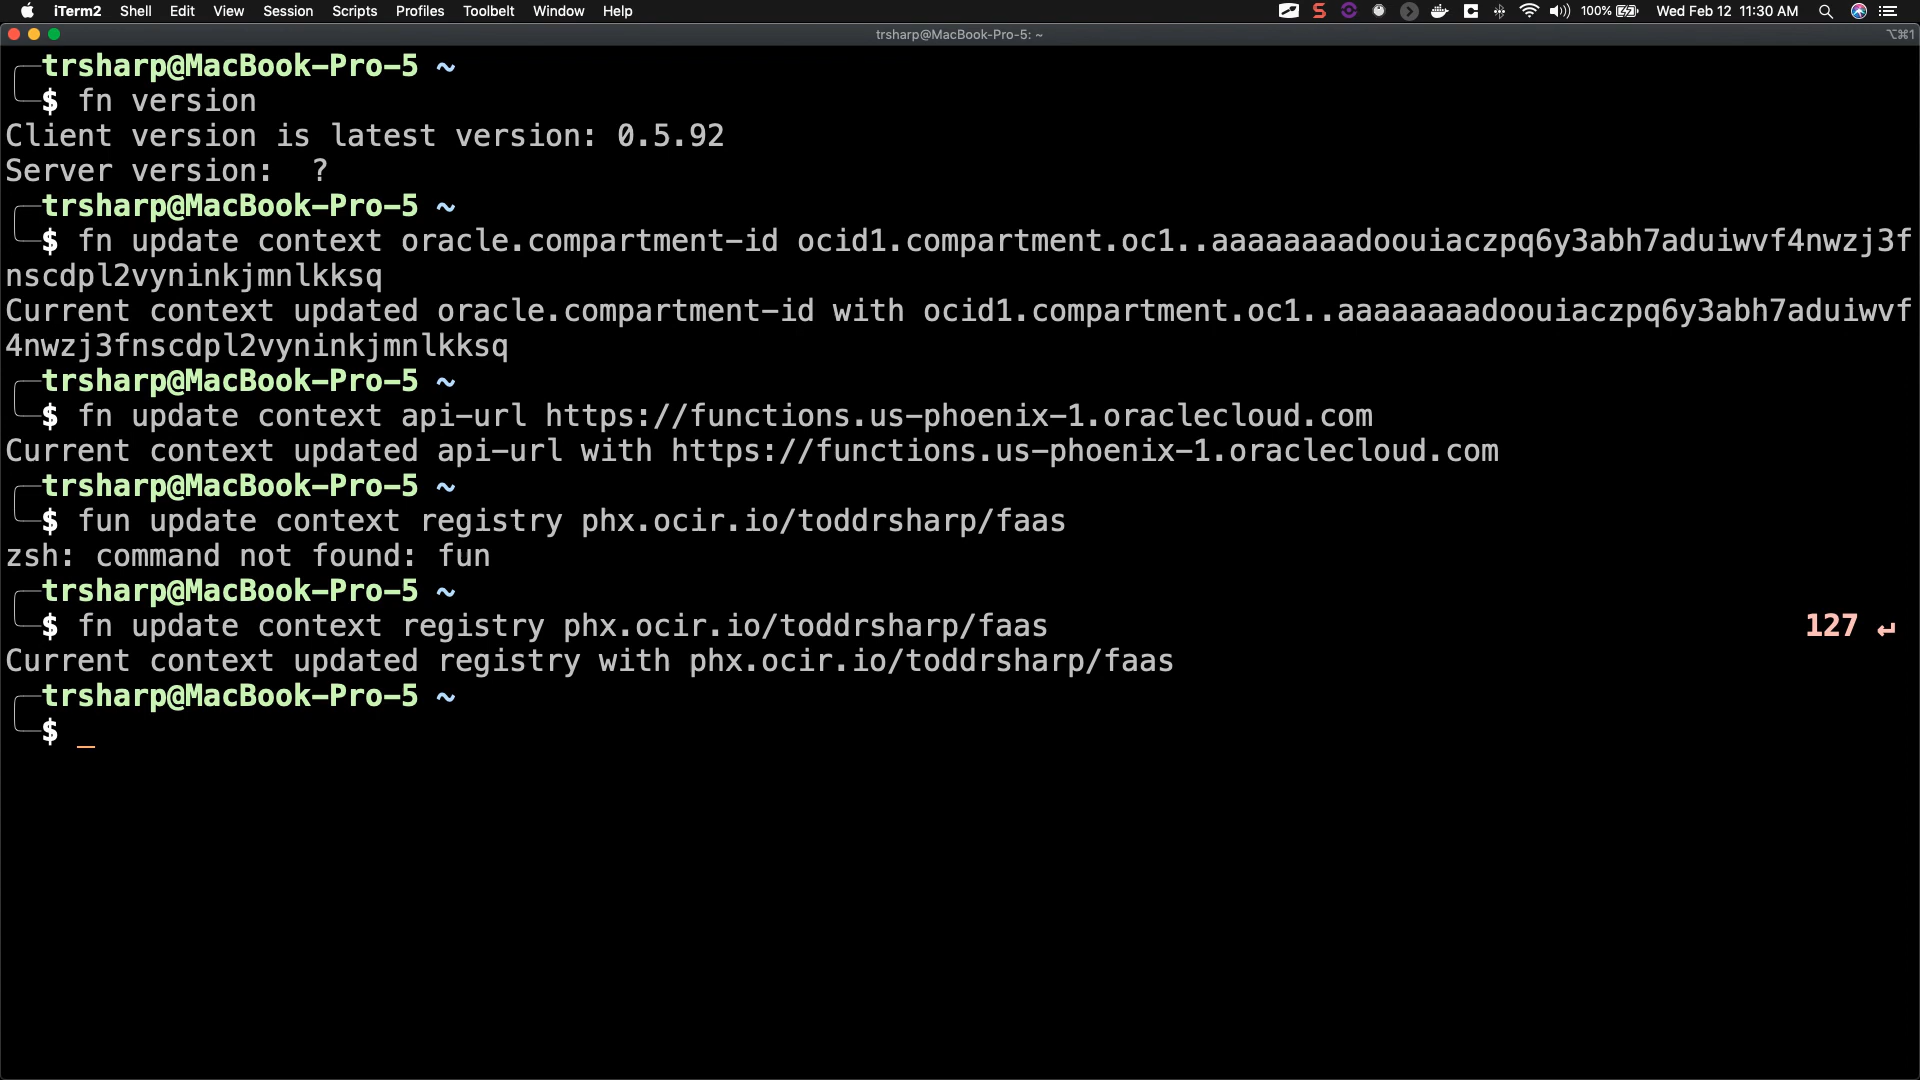 iTerm2 Shell Edit View Session Scripts Profiles Toolbelt Window Help 100% Wed Feb 12 11:30 AM
trsharp@MacBook-Pro-5: ~ ⌥⌘1
trsharp@MacBook-Pro-5 ~
$ fn version
Client version is latest version: 0.5.92
Server version:  ?
trsharp@MacBook-Pro-5 ~
$ fn update context oracle.compartment-id ocid1.compartment.oc1..aaaaaaaadoouiaczpq6y3abh7aduiwvf4nwzj3f
nscdpl2vyninkjmnlkksq
Current context updated oracle.compartment-id with ocid1.compartment.oc1..aaaaaaaadoouiaczpq6y3abh7aduiwvf
4nwzj3fnscdpl2vyninkjmnlkksq
trsharp@MacBook-Pro-5 ~
$ fn update context api-url https://functions.us-phoenix-1.oraclecloud.com
Current context updated api-url with https://functions.us-phoenix-1.oraclecloud.com
trsharp@MacBook-Pro-5 ~
$ fun update context registry phx.ocir.io/toddrsharp/faas
zsh: command not found: fun
trsharp@MacBook-Pro-5 ~
$ fn update context registry phx.ocir.io/toddrsharp/faas 127 ↵
Current context updated registry with phx.ocir.io/toddrsharp/faas
trsharp@MacBook-Pro-5 ~
$ _